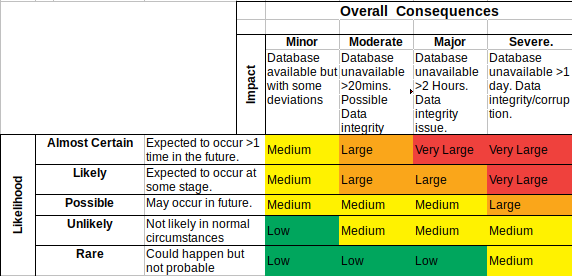 Overall Consequences
Impact
Minor Moderate Major Severe.
Database available but with some deviations
Database unavailable >20mins. Possible Data integrity
Database unavailable >2 Hours. Data integrity issue.
Database unavailable >1 day. Data integrity/corrup tion.
Likelihood
Almost Certain Expected to occur >1 time in the future. Medium Large Very Large Very Large
Likely Expected to occur at some stage. Medium Large Large Very Large
Possible May occur in future. Medium Medium Medium Large
Unlikely Not likely in normal circumstances Low Medium Medium Medium
Rare Could happen but not probable Low Low Low Medium